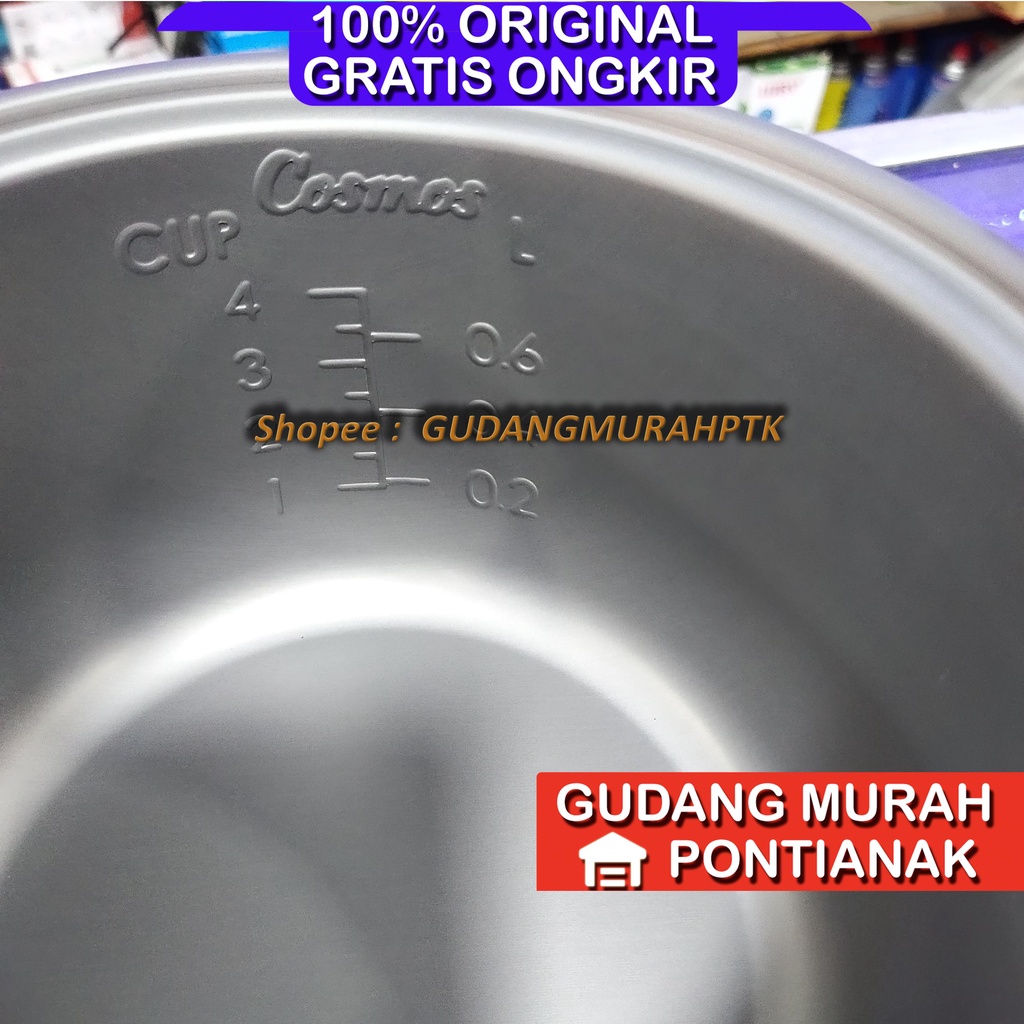 100% ORIGINAL
GRATIS ONGKIR
Cosmos
CUP L
4
0.6
3
Shopee : GUDANGMURAHPTK
1
0.2
GUDANG MURAH
PONTIANAK